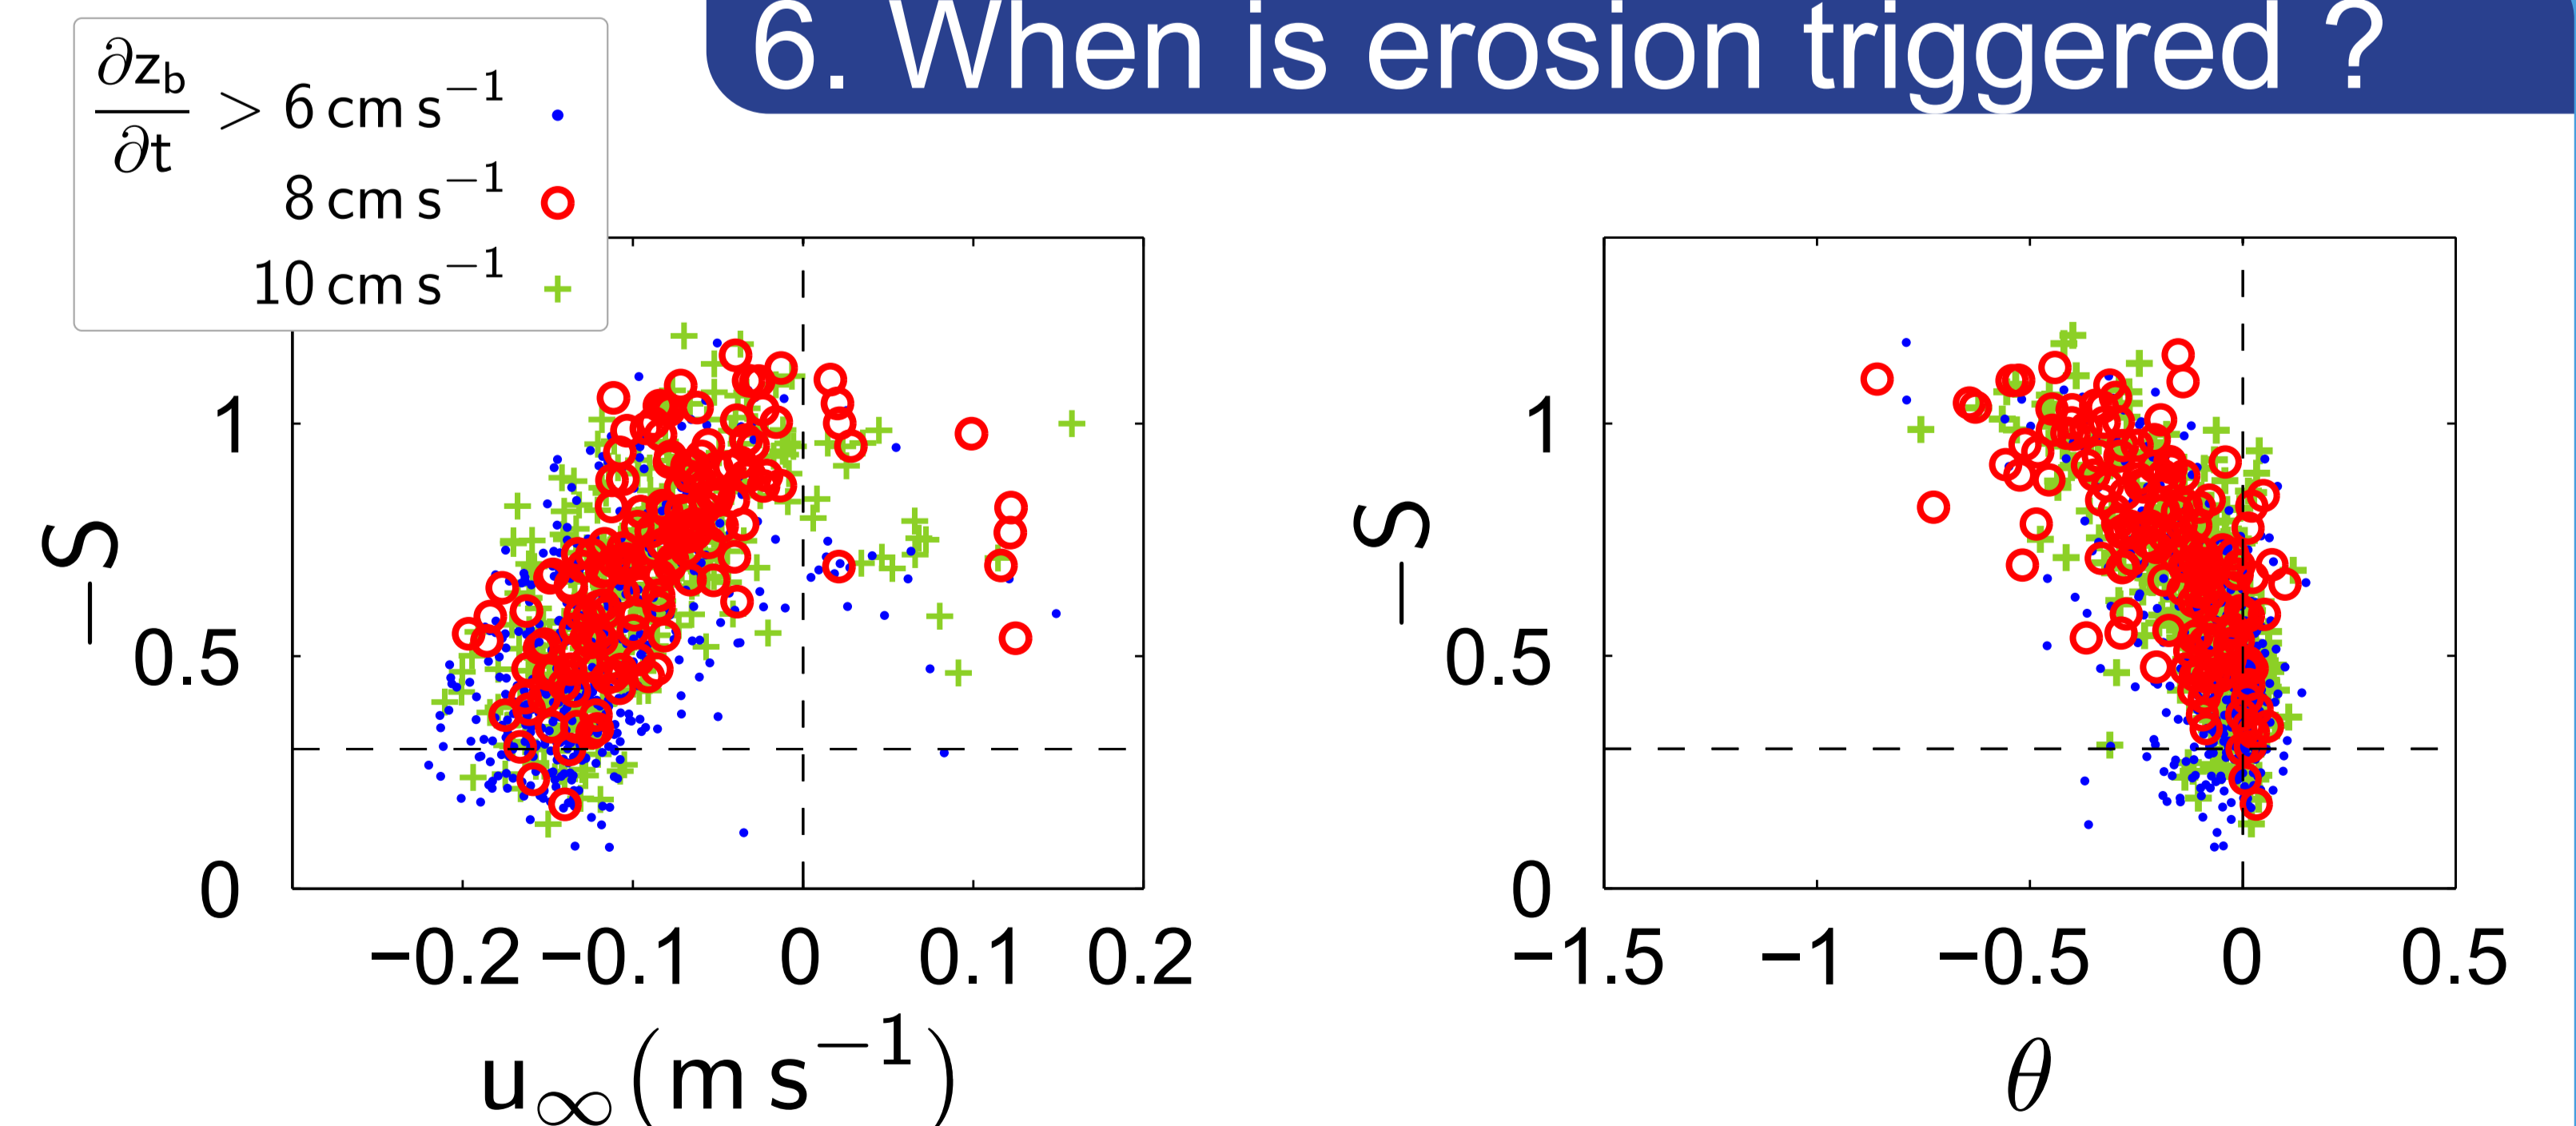 6. When is erosion triggered ?
∂z_b/∂t > 6 cm s⁻¹
8 cm s⁻¹
10 cm s⁻¹
−S
1
0.5
0
−0.2 −0.1 0 0.1 0.2
u_∞(m s⁻¹)
−S
1
0.5
0
−1.5 −1 −0.5 0 0.5
θ